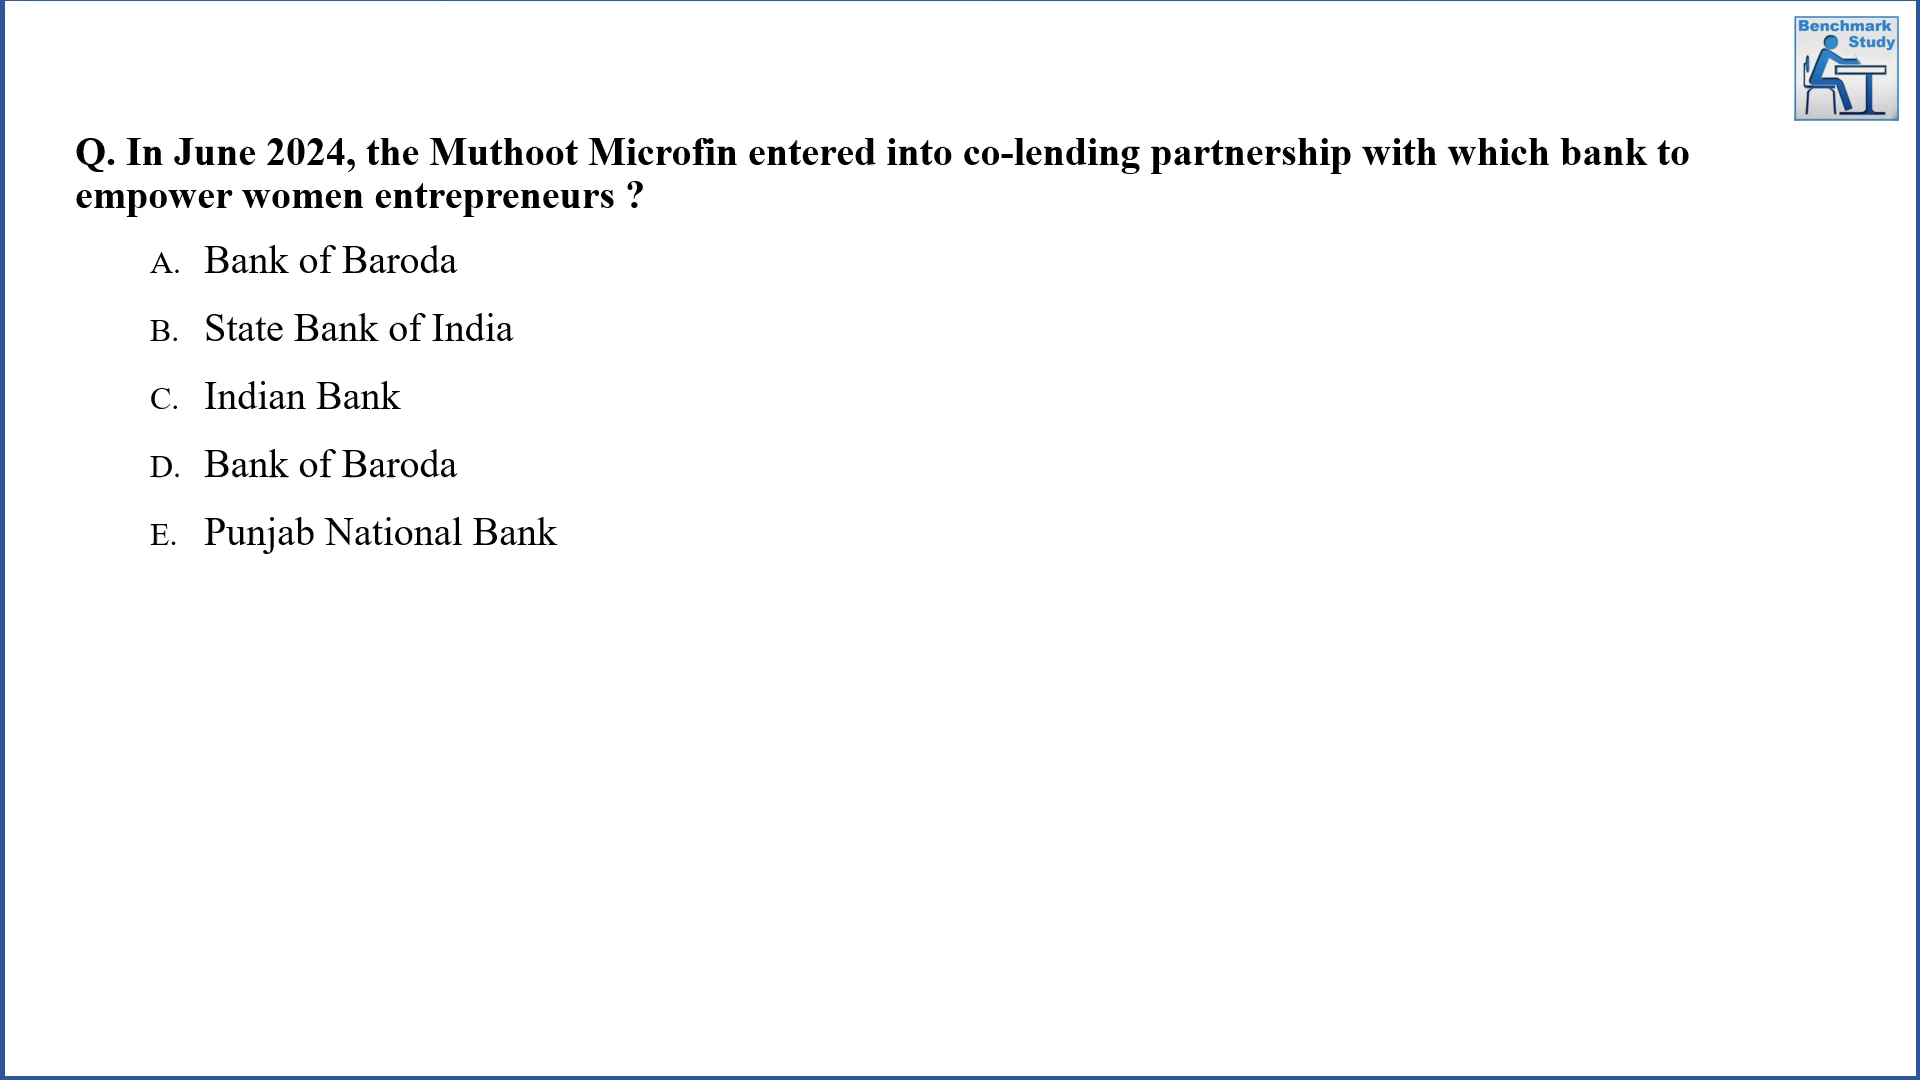 Benchmark
Study
Q. In June 2024, the Muthoot Microfin entered into co-lending partnership with which bank to
empower women entrepreneurs ?
A. Bank of Baroda
B. State Bank of India
C. Indian Bank
D. Bank of Baroda
E. Punjab National Bank